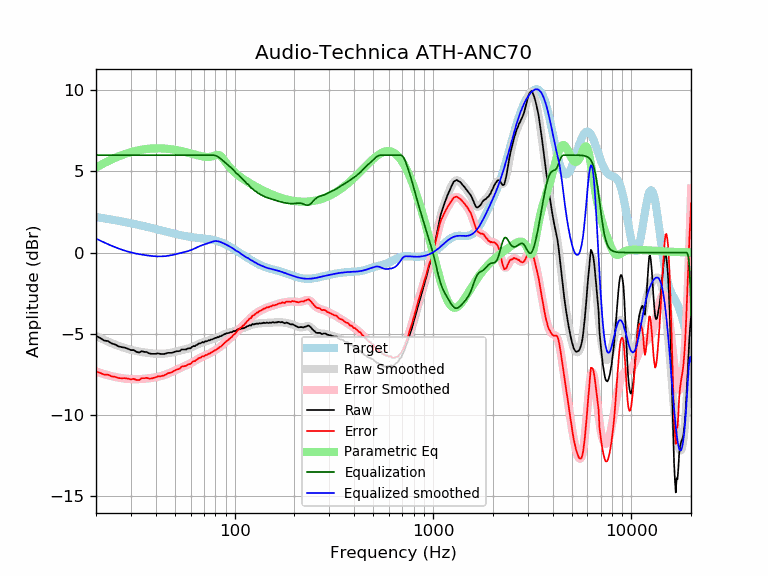 Audio-Technica ATH-ANC70
10
5
0
−5
−10
−15
Amplitude (dBr)
Target
Raw Smoothed
Error Smoothed
Raw
Error
Parametric Eq
Equalization
Equalized smoothed
100
1000
10000
Frequency (Hz)